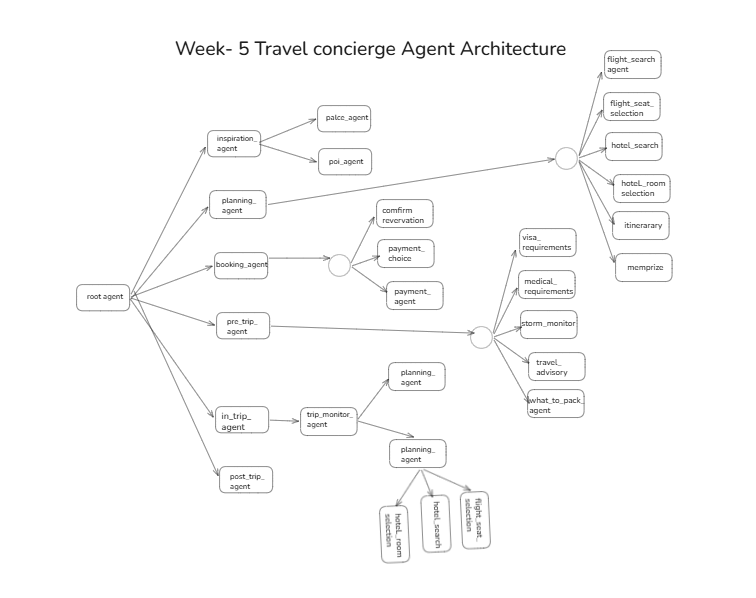 Week- 5 Travel concierge Agent Architecture
flight_search
agent
flight_seat_
selection
hotel_search
hoteL_room
selection
itinerarary
memprize
inspiration_
agent
palce_agent
poi_agent
planning_
agent
booking_agent
comfirm
revervation
payment_
choice
payment_
agent
root agent
pre_trip_
agent
visa_
requirements
medical_
requirements
storm_monitor
travel_
advisory
what_to_pack_
agent
in_trip_
agent
trip_monitor_
agent
planning_
agent
planning_
agent
hoteL_room
selection
hotel_search
flight_seat_
selection
post_trip_
agent